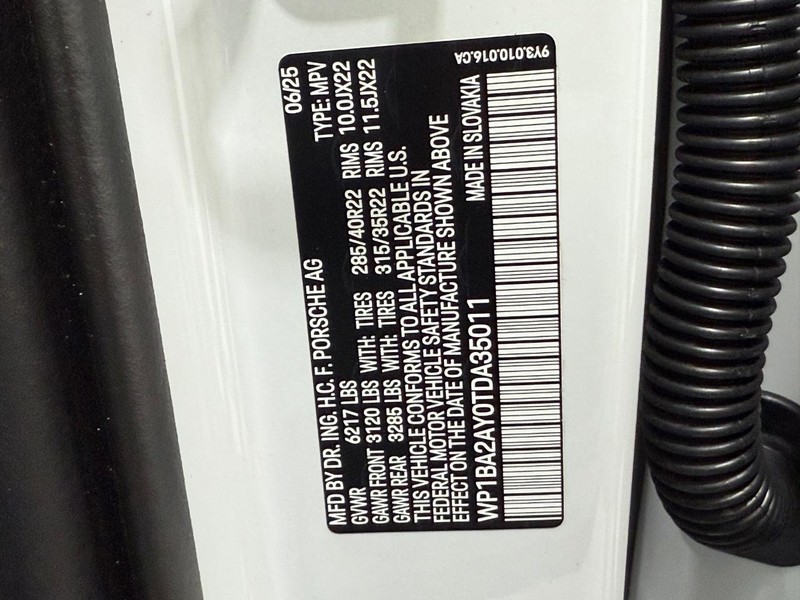 MFD BY DR. ING. H.C. F. PORSCHE AG 06/25
GVWR 6217 LBS TYPE: MPV
GAWR FRONT 3120 LBS WITH: TIRES 285/40R22 RIMS 10.0JX22
GAWR REAR 3285 LBS WITH: TIRES 315/35R22 RIMS 11.5JX22
THIS VEHICLE CONFORMS TO ALL APPLICABLE U.S.
FEDERAL MOTOR VEHICLE SAFETY STANDARDS IN
EFFECT ON THE DATE OF MANUFACTURE SHOWN ABOVE
WP1BA2AY0TDA35011 MADE IN SLOVAKIA
9Y3.010.016.CA